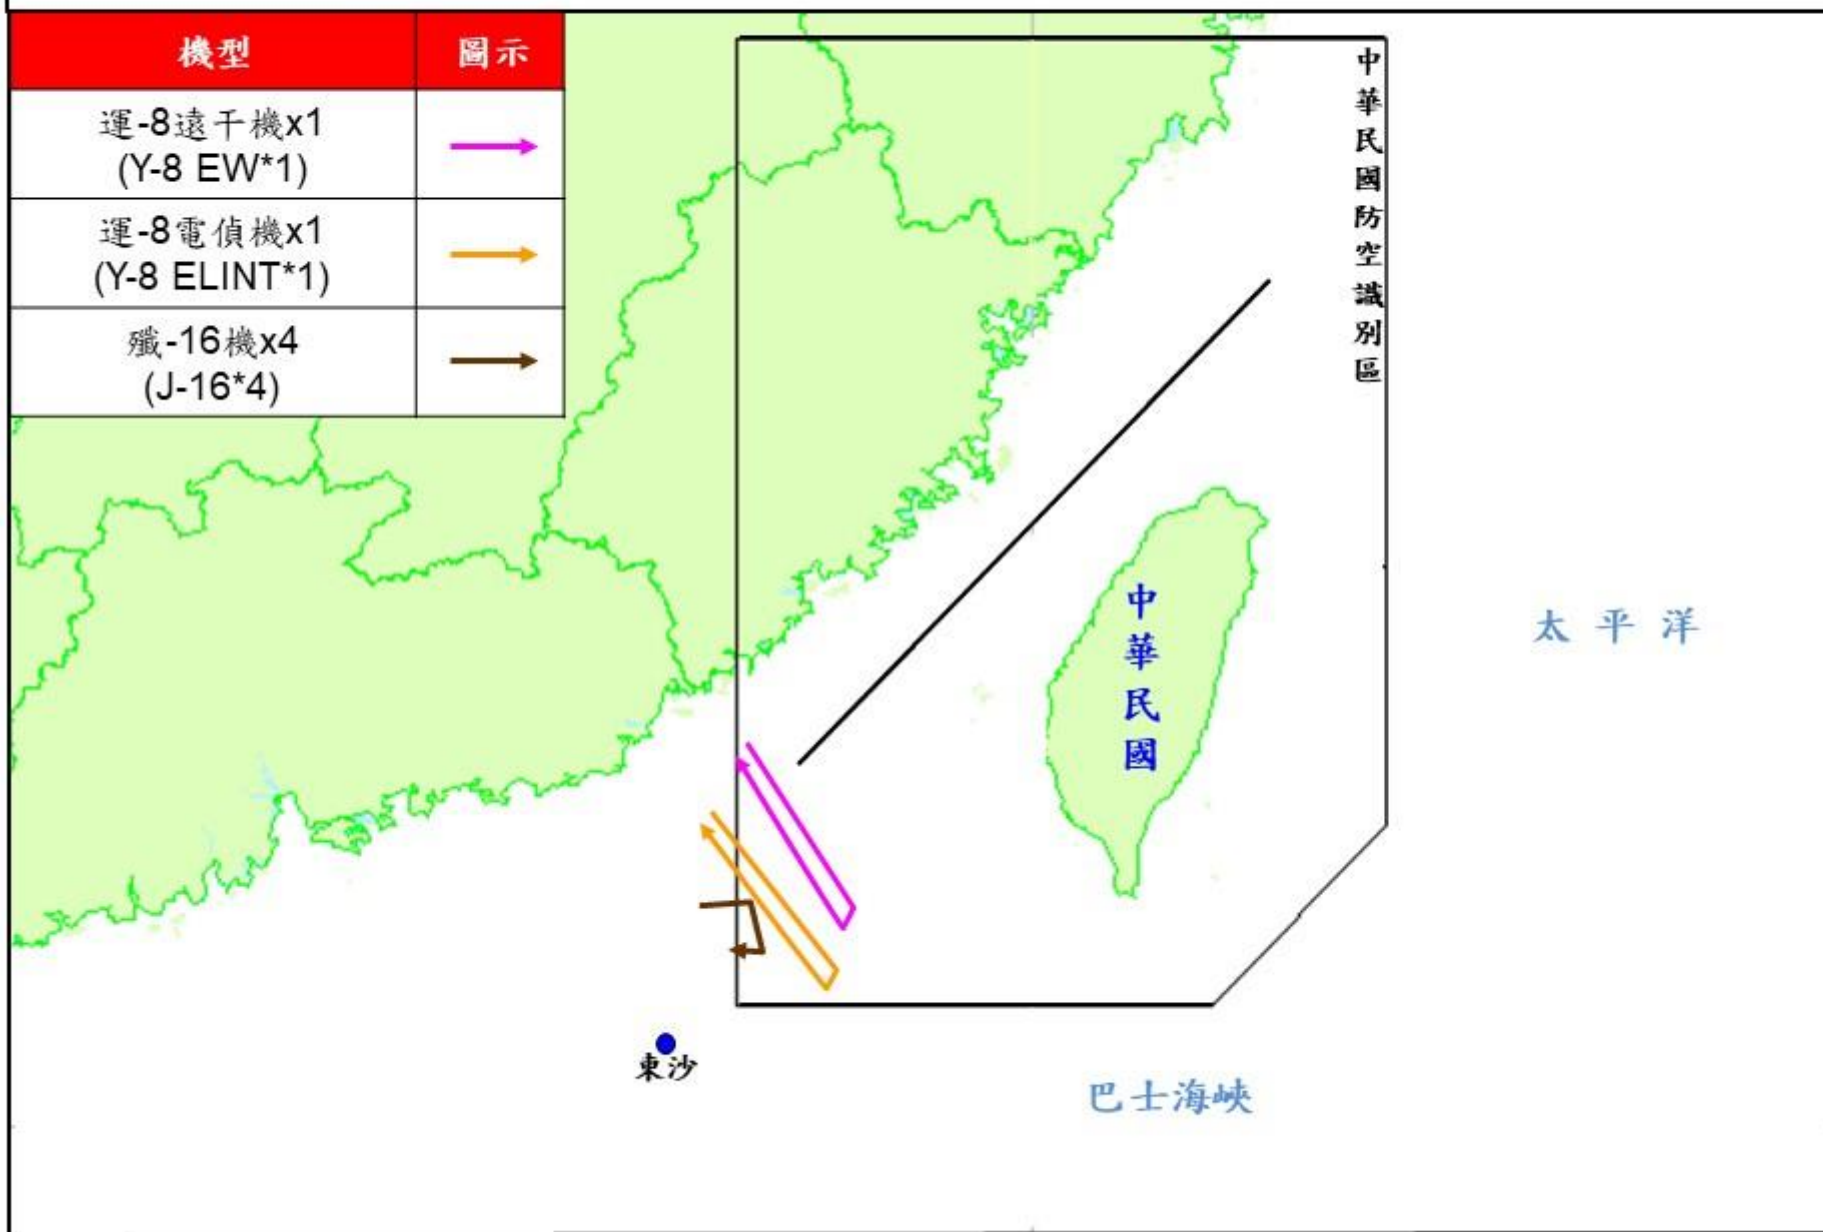 機型 圖示
運-8遠干機x1
(Y-8 EW*1)
運-8電偵機x1
(Y-8 ELINT*1)
殲-16機x4
(J-16*4)
中華民國防空識別區
中華民國
太平洋
東沙
巴士海峽